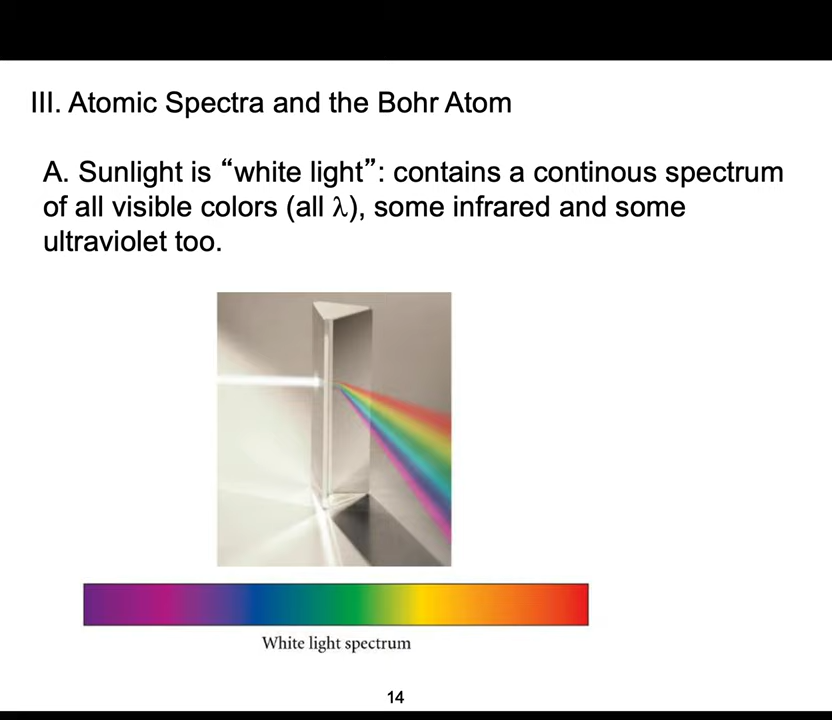 III. Atomic Spectra and the Bohr Atom
A. Sunlight is “white light”: contains a continous spectrum
of all visible colors (all λ), some infrared and some
ultraviolet too.
White light spectrum
14